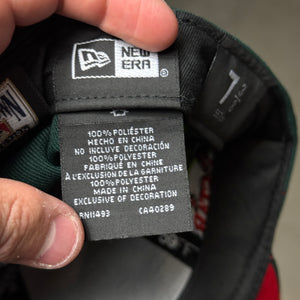 NEW
ERA
®
100% POLIÉSTER
HECHO EN CHINA
NO INCLUYE DECORACIÓN
100% POLYESTER
FABRIQUÉ EN CHINE
À L'EXCLUSION DE LA GARNITURE
100% POLYESTER
MADE IN CHINA
EXCLUSIVE OF DECORATION
RN11493 CA40289